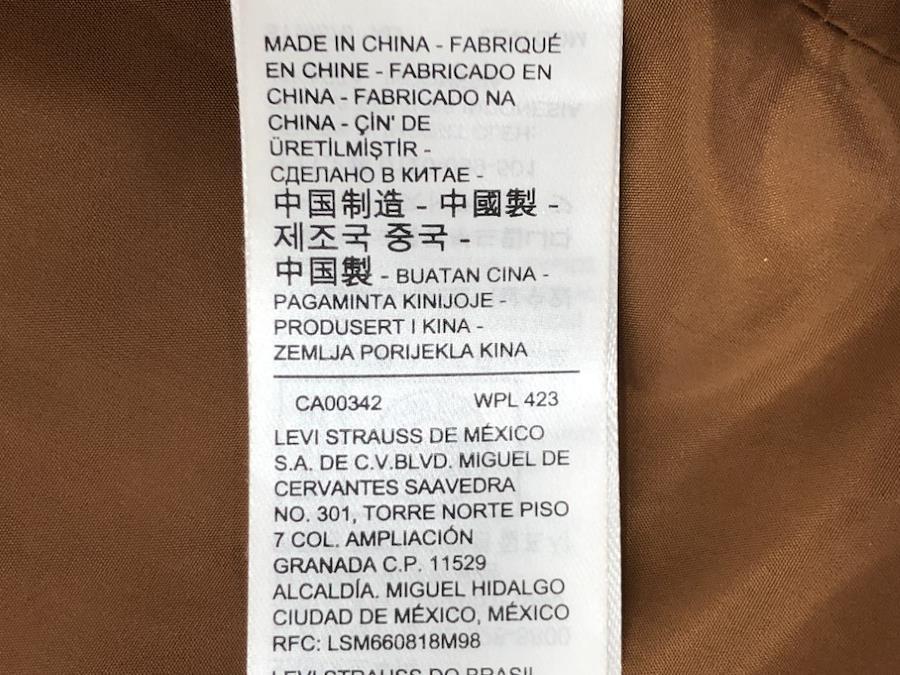 MADE IN CHINA - FABRIQUÉ
EN CHINE - FABRICADO EN
CHINA - FABRICADO NA
CHINA - ÇİN' DE
ÜRETİLMİŞTİR -
СДЕЛАНО В КИТАЕ -
中国制造 - 中國製 -
제조국 중국 -
中国製 - BUATAN CINA -
PAGAMINTA KINIJOJE -
PRODUSERT I KINA -
ZEMLJA PORIJEKLA KINA
CA00342 WPL 423
LEVI STRAUSS DE MÉXICO
S.A. DE C.V.BLVD. MIGUEL DE
CERVANTES SAAVEDRA
NO. 301, TORRE NORTE PISO
7 COL. AMPLIACIÓN
GRANADA C.P. 11529
ALCALDÍA. MIGUEL HIDALGO
CIUDAD DE MÉXICO, MÉXICO
RFC: LSM660818M98
LEVI STRAUSS DO BRASIL